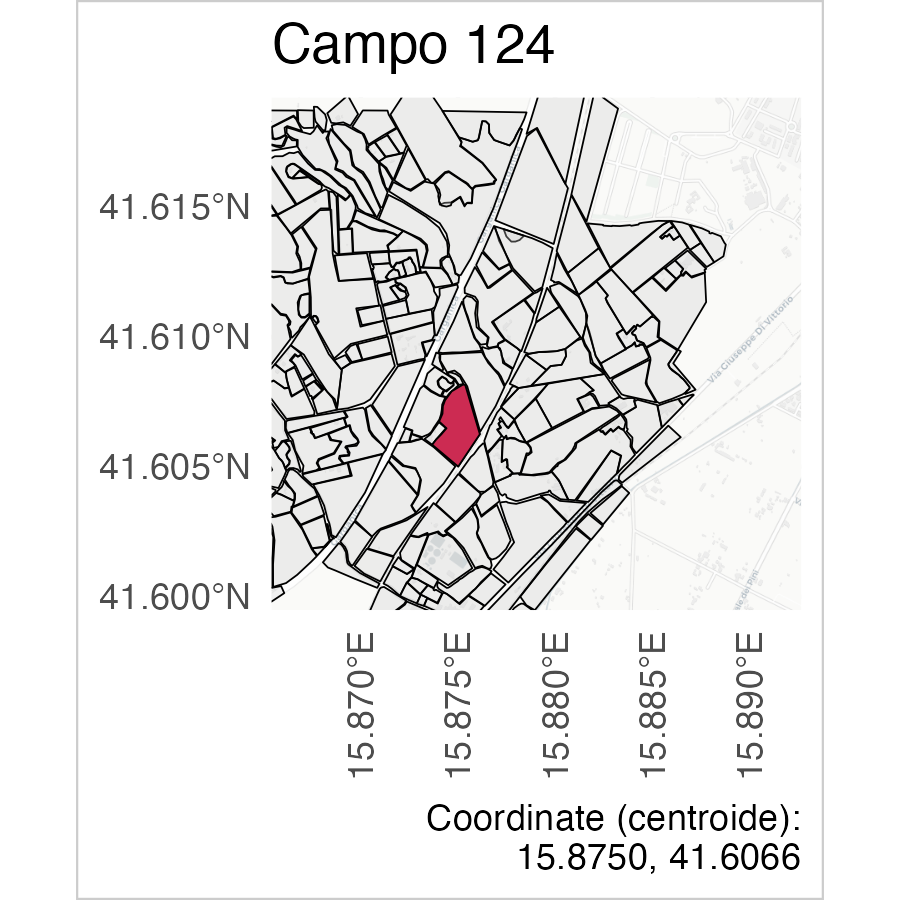 Campo 124
41.615°N
41.610°N
41.605°N
41.600°N
Via Giuseppe Di Vittorio
15.870°E
15.875°E
15.880°E
15.885°E
15.890°E
Coordinate (centroide):
15.8750, 41.6066